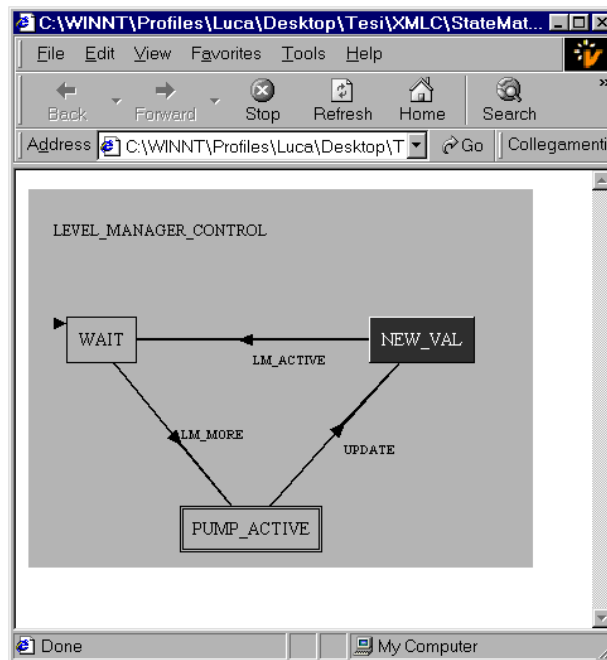 C:\WINNT\Profiles\Luca\Desktop\Tesi\XMLC\StateMat...
File Edit View Favorites Tools Help
Back Forward Stop Refresh Home Search »
Address C:\WINNT\Profiles\Luca\Desktop\T Go Collegamenti
LEVEL_MANAGER_CONTROL
WAIT NEW_VAL
LM_ACTIVE
LM_MORE
UPDATE
PUMP_ACTIVE
Done My Computer